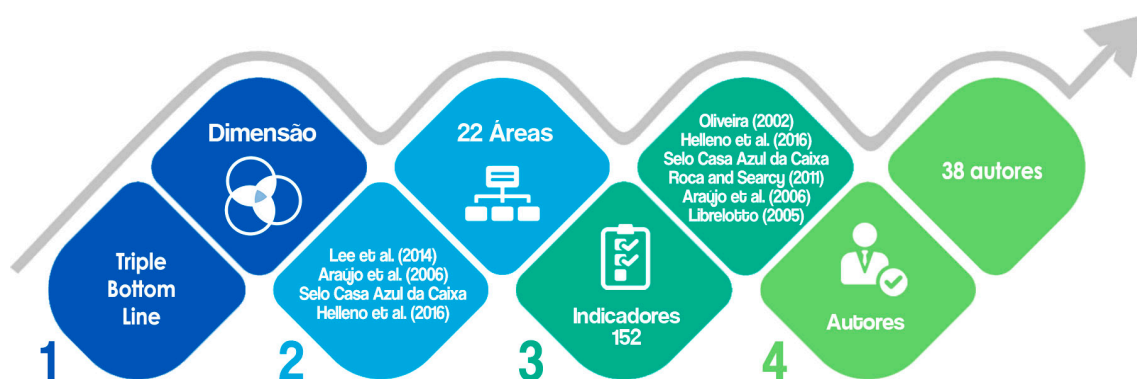 Dimensão
Triple
Bottom
Line
1
22 Áreas
Lee et al. (2014)
Araújo et al. (2006)
Selo Casa Azul da Caixa
Helleno et al. (2016)
2
Oliveira (2002)
Helleno et al. (2016)
Selo Casa Azul da Caixa
Roca and Searcy (2011)
Araújo et al. (2006)
Librelotto (2005)
Indicadores
152
3
38 autores
Autores
4